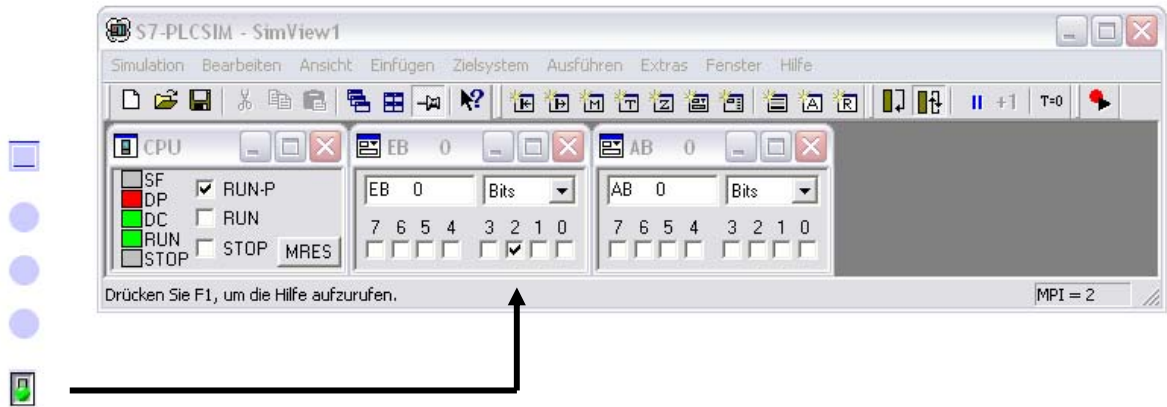 S7-PLCSIM - SimView1
Simulation Bearbeiten Ansicht Einfügen Zielsystem Ausführen Extras Fenster Hilfe
+1 T=0
CPU
SF
DP
DC
RUN
STOP
RUN-P
RUN
STOP MRES
EB 0
EB 0 Bits
7 6 5 4 3 2 1 0
AB 0
AB 0 Bits
7 6 5 4 3 2 1 0
Drücken Sie F1, um die Hilfe aufzurufen. MPI = 2